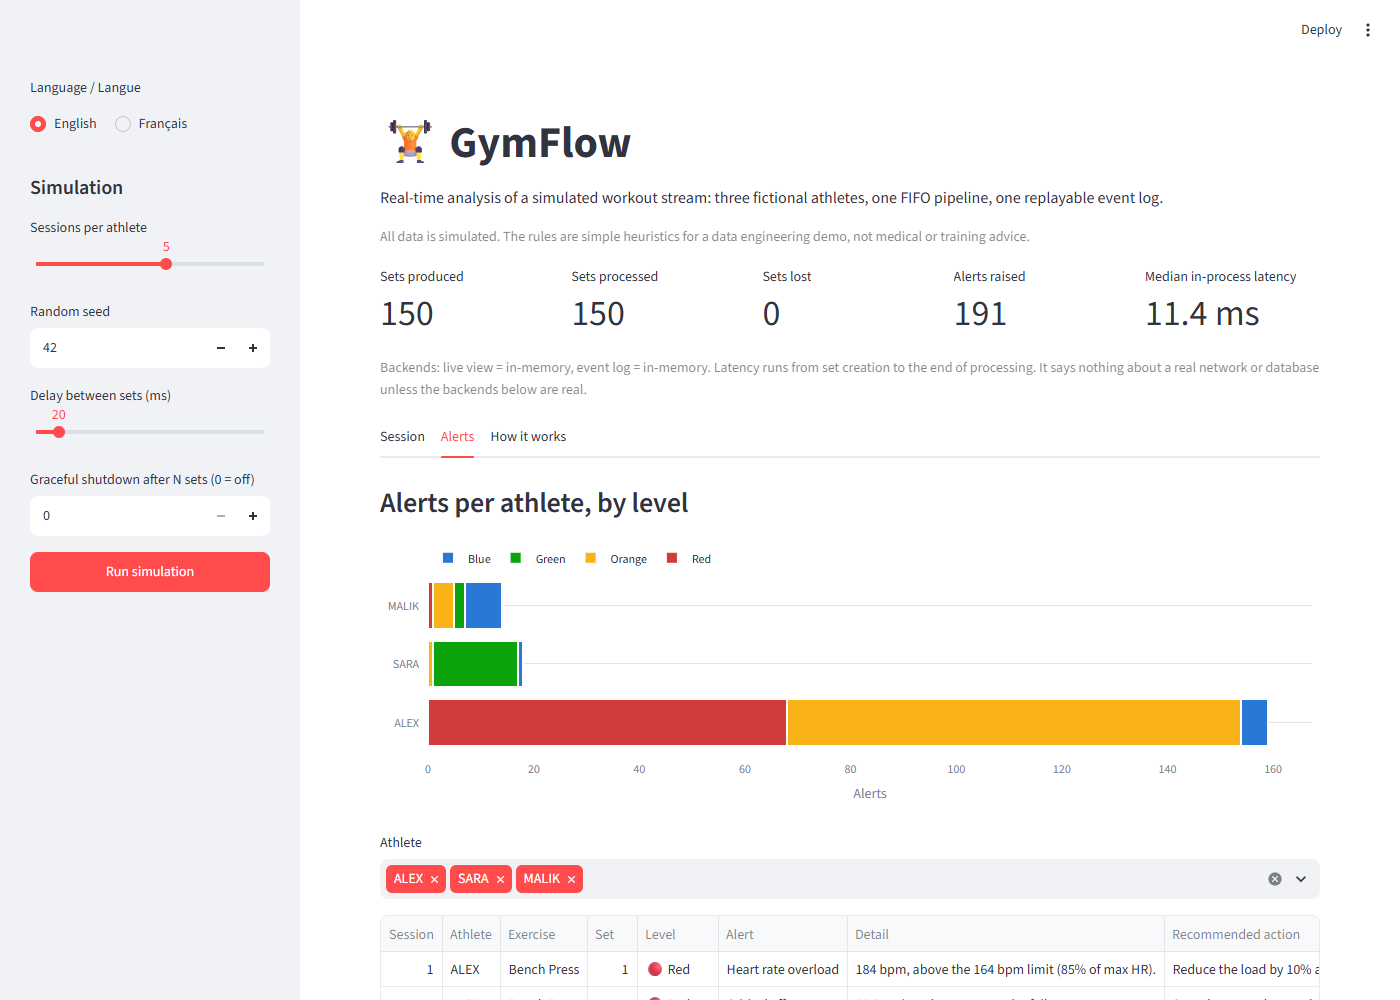 Deploy
Language / Langue
English
Français
Simulation
Sessions per athlete
5
Random seed
42
Delay between sets (ms)
20
Graceful shutdown after N sets (0 = off)
0
Run simulation
GymFlow
Real-time analysis of a simulated workout stream: three fictional athletes, one FIFO pipeline, one replayable event log.
All data is simulated. The rules are simple heuristics for a data engineering demo, not medical or training advice.
Sets produced
150
Sets processed
150
Sets lost
0
Alerts raised
191
Median in-process latency
11.4 ms
Backends: live view = in-memory, event log = in-memory. Latency runs from set creation to the end of processing. It says nothing about a real network or database
unless the backends below are real.
Session Alerts How it works
Alerts per athlete, by level
Blue Green Orange Red
MALIK
SARA
ALEX
0 20 40 60 80 100 120 140 160
Alerts
Athlete
ALEX SARA MALIK
Session Athlete Exercise Set Level Alert Detail Recommended action
1 ALEX Bench Press 1 Red Heart rate overload 184 bpm, above the 164 bpm limit (85% of max HR). Reduce the load by 10%